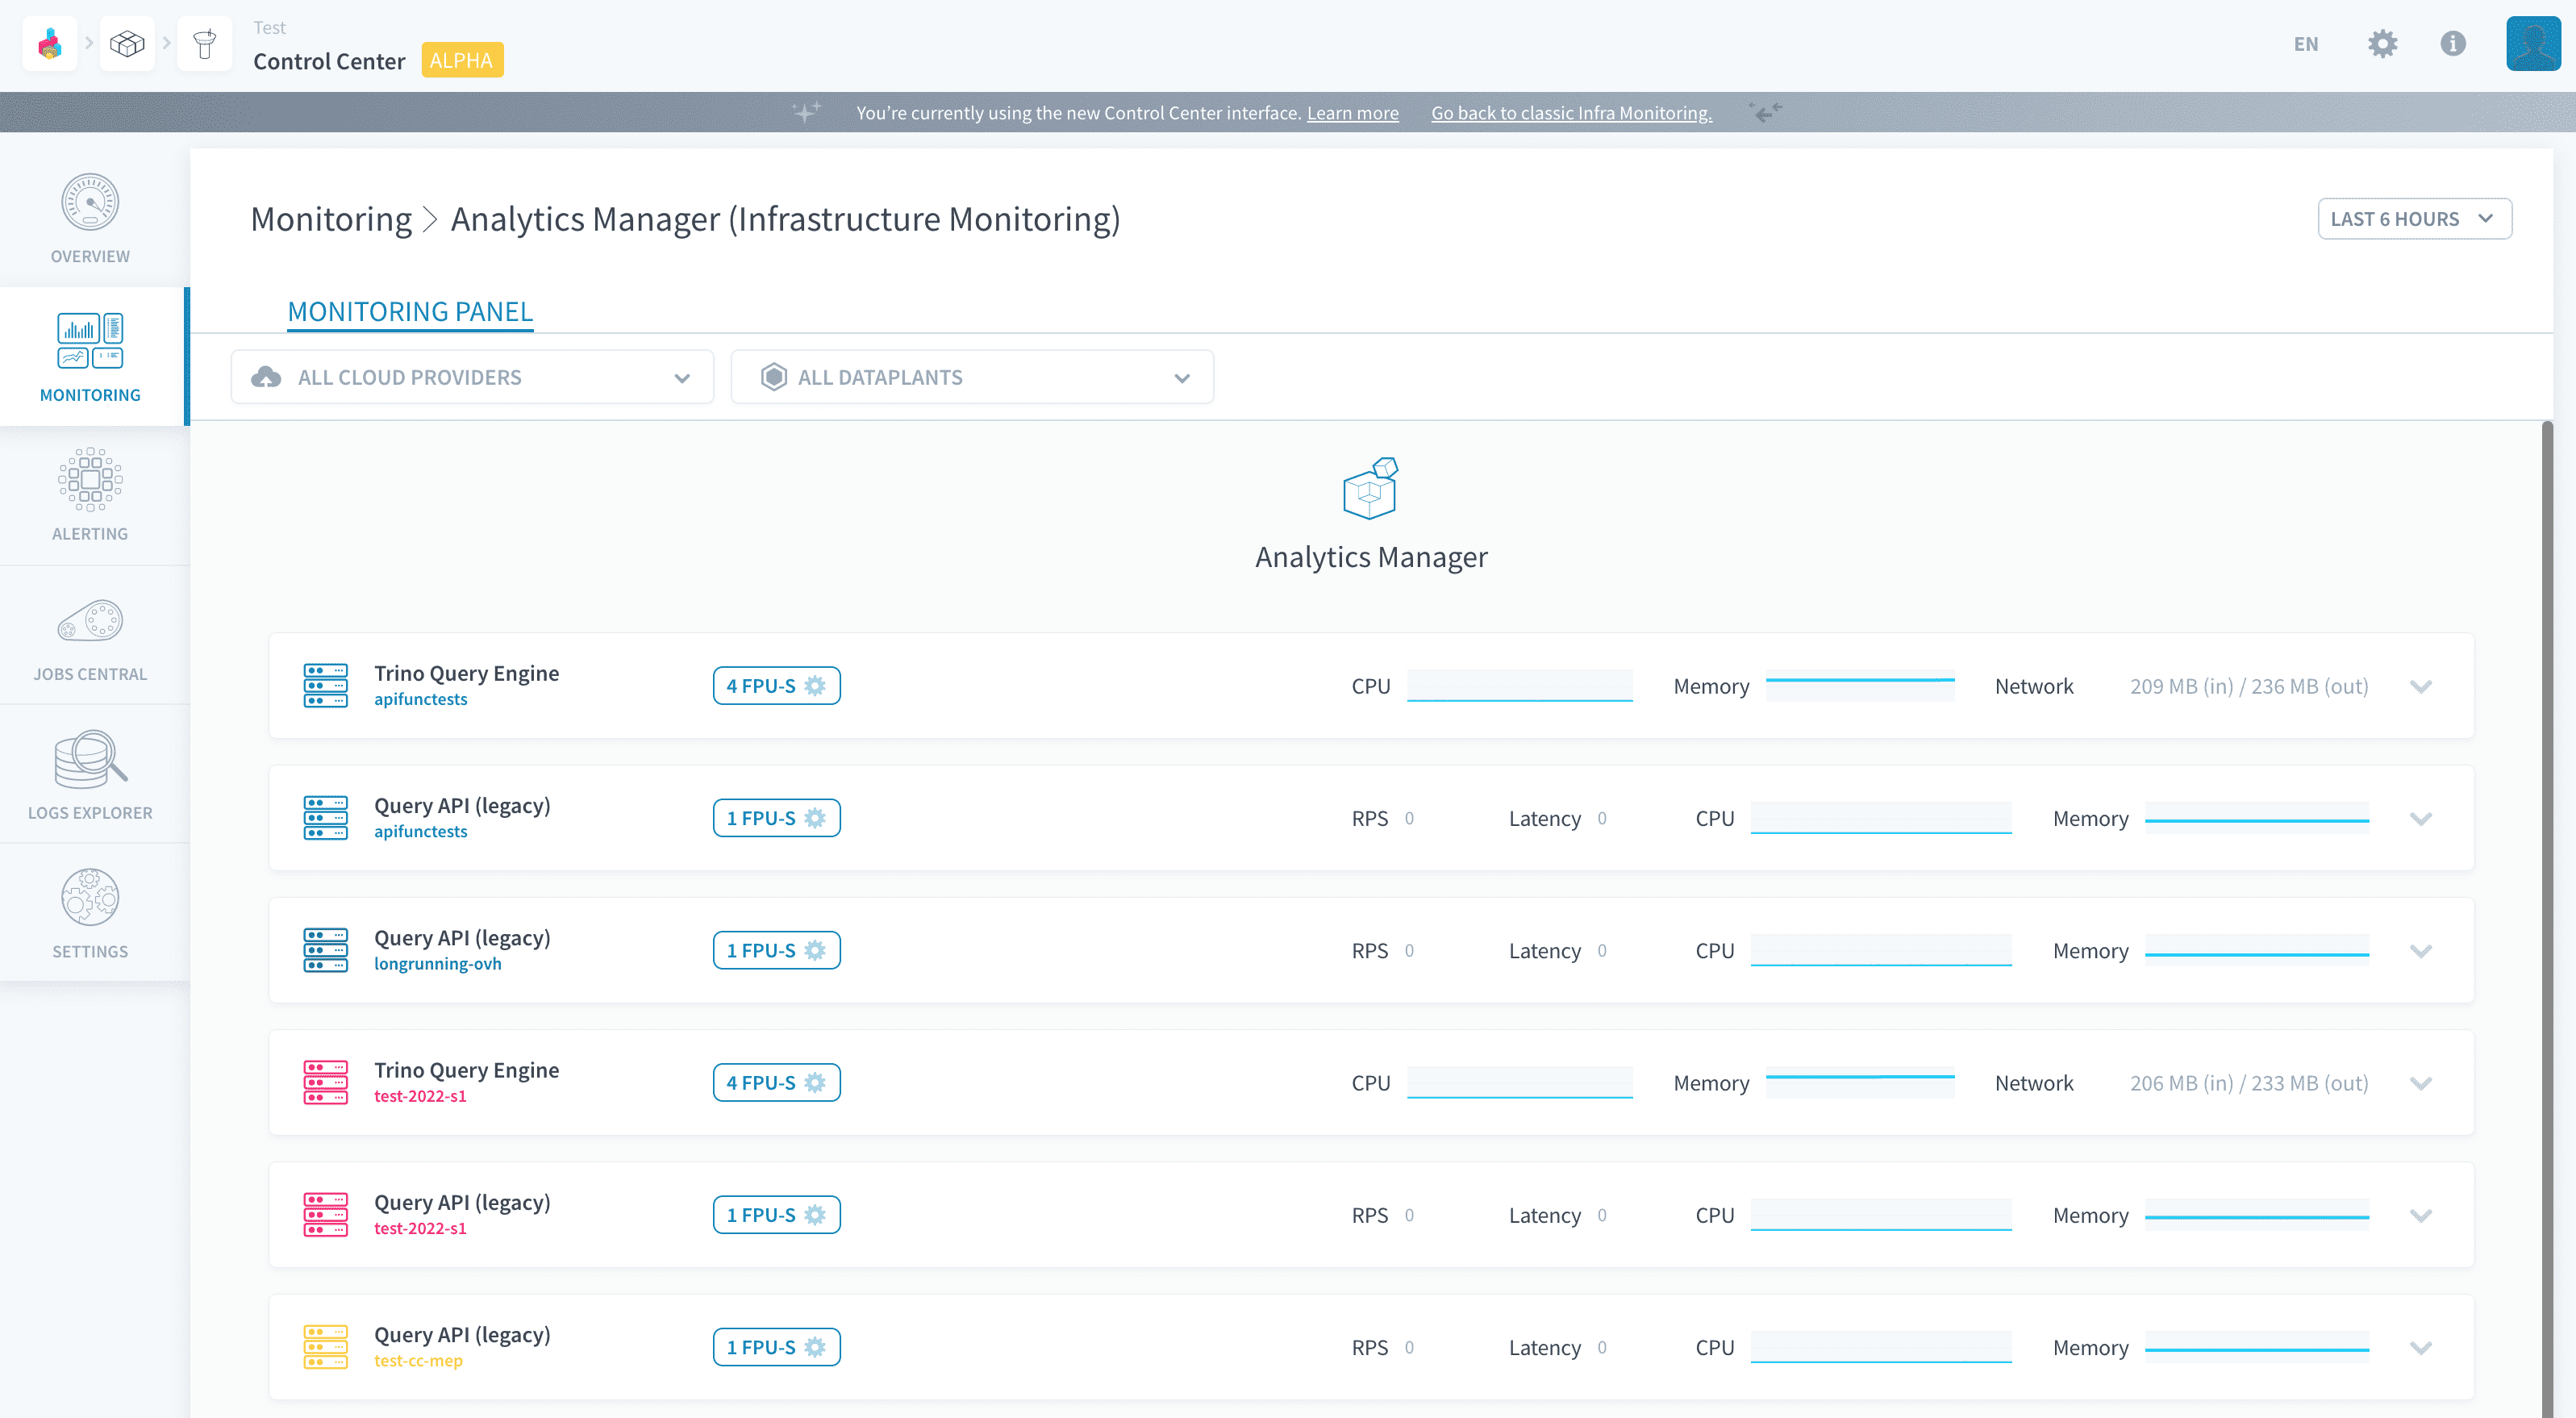 Test
Control Center ALPHA
EN
You're currently using the new Control Center interface. Learn more Go back to classic Infra Monitoring.
OVERVIEW
MONITORING
ALERTING
JOBS CENTRAL
LOGS EXPLORER
SETTINGS
Monitoring > Analytics Manager (Infrastructure Monitoring)
LAST 6 HOURS
MONITORING PANEL
ALL CLOUD PROVIDERS
ALL DATAPLANTS
Analytics Manager
Trino Query Engine
apifunctests
4 FPU-S
CPU Memory Network 209 MB (in) / 236 MB (out)
Query API (legacy)
apifunctests
1 FPU-S
RPS 0 Latency 0 CPU Memory
Query API (legacy)
longrunning-ovh
1 FPU-S
RPS 0 Latency 0 CPU Memory
Trino Query Engine
test-2022-s1
4 FPU-S
CPU Memory Network 206 MB (in) / 233 MB (out)
Query API (legacy)
test-2022-s1
1 FPU-S
RPS 0 Latency 0 CPU Memory
Query API (legacy)
test-cc-mep
1 FPU-S
RPS 0 Latency 0 CPU Memory